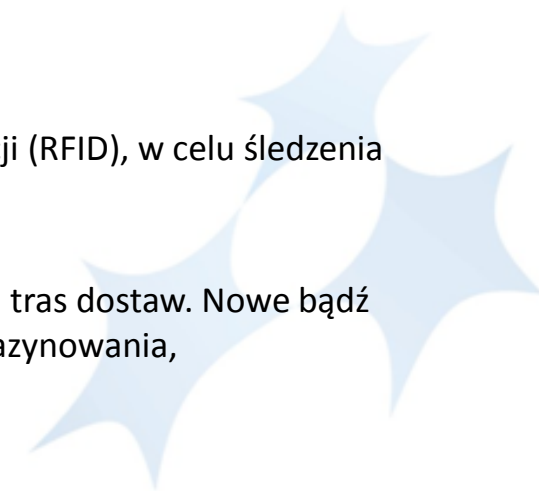 ji (RFID), w celu śledzenia
tras dostaw. Nowe bądź
azynowania,